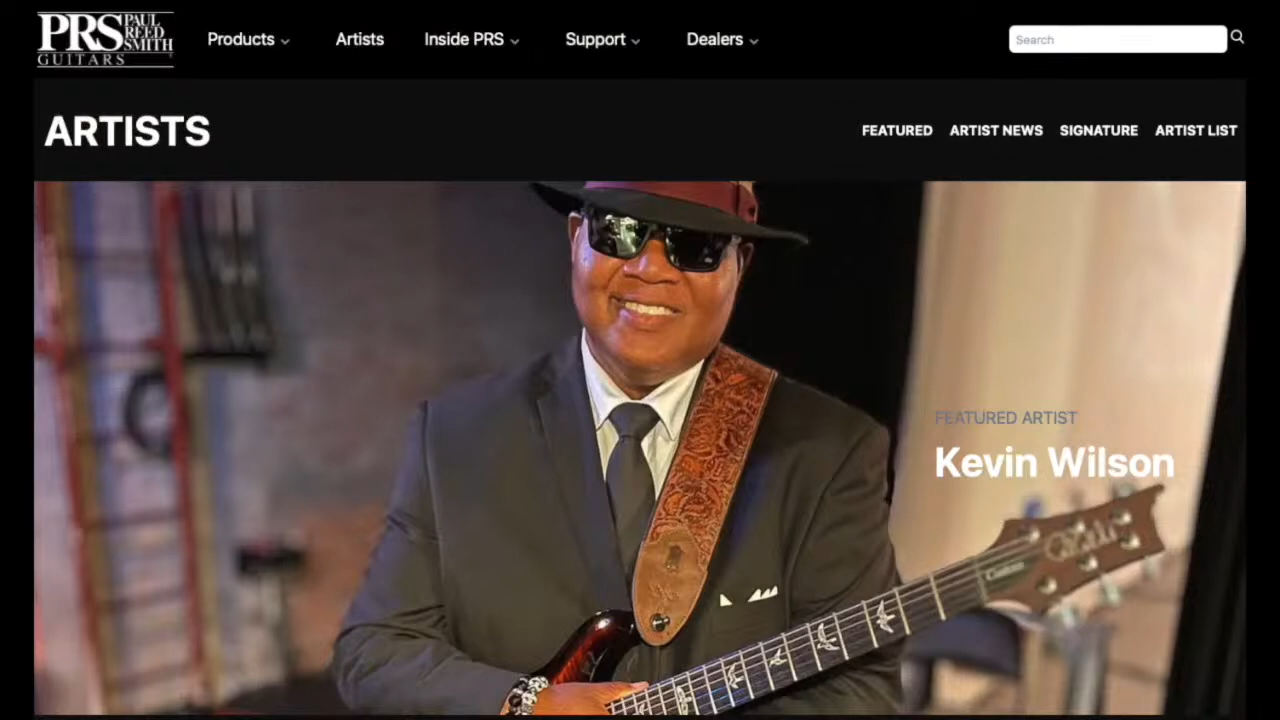 PRS PAUL REED SMITH
GUITARS
Products
Artists
Inside PRS
Support
Dealers
Search
ARTISTS
FEATURED
ARTIST NEWS
SIGNATURE
ARTIST LIST
FEATURED ARTIST
Kevin Wilson
Custom